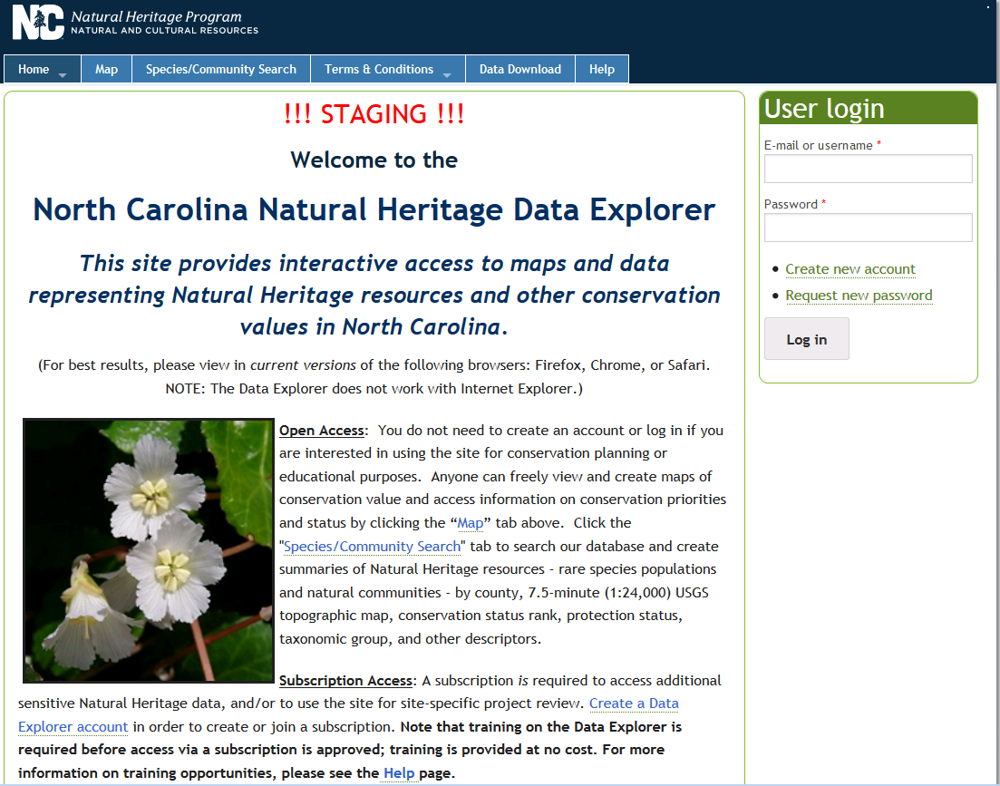 NC Natural Heritage Program
NATURAL AND CULTURAL RESOURCES
Home Map Species/Community Search Terms & Conditions Data Download Help
!!! STAGING !!!
Welcome to the
North Carolina Natural Heritage Data Explorer
This site provides interactive access to maps and data
representing Natural Heritage resources and other conservation
values in North Carolina.
(For best results, please view in current versions of the following browsers: Firefox, Chrome, or Safari.
NOTE: The Data Explorer does not work with Internet Explorer.)
Open Access:  You do not need to create an account or log in if you
are interested in using the site for conservation planning or
educational purposes.  Anyone can freely view and create maps of
conservation value and access information on conservation priorities
and status by clicking the “Map” tab above.  Click the
"Species/Community Search" tab to search our database and create
summaries of Natural Heritage resources - rare species populations
and natural communities - by county, 7.5-minute (1:24,000) USGS
topographic map, conservation status rank, protection status,
taxonomic group, and other descriptors.
Subscription Access: A subscription is required to access additional
sensitive Natural Heritage data, and/or to use the site for site-specific project review. Create a Data
Explorer account in order to create or join a subscription. Note that training on the Data Explorer is
required before access via a subscription is approved; training is provided at no cost. For more
information on training opportunities, please see the Help page.
User login
E-mail or username *
Password *
Create new account
Request new password
Log in